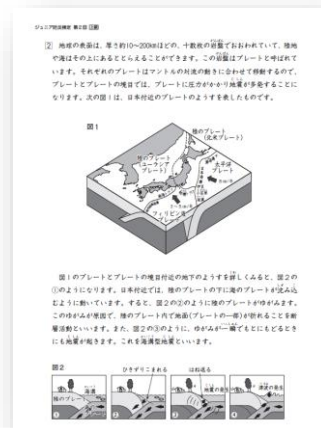 ジュニア防災検定 第2回 2級
2 地球の表面は、厚さ約10~200kmほどの、十数枚の岩盤でおおわれていて、陸地
や海はその上にあるととらえることができます。この岩盤はプレートと呼ばれて
います。それぞれのプレートはマントルの対流の動きに合わせて移動するので、
プレートとプレートの境目では、プレートに圧力がかかり地震が多発することに
なります。次の図1は、日本付近のプレートのようすを表したものです。
図1
陸のプレート
(北米プレート)
陸のプレート
(ユーラシア
プレート)
太平洋
プレート
フィリピン海
プレート
図1のプレートとプレートの境目付近の地下のようすを詳しくみると、図2の
①のようになります。日本付近では、陸のプレートの下に海のプレートが沈み込
むように動いています。すると、図2の②のように陸のプレートがゆがみます。
このゆがみが原因で、陸のプレート内で地面(プレートの一部)が折れることを断
層活動といいます。また、図2の③のように、ゆがみが一瞬でもとにもどるとき
にも地震が起きます。これを海溝型地震といいます。
図2
ひきずりこまれる
はね返る
海溝
陸のプレート
地震の発生
津波の発生
① ② ③ ④